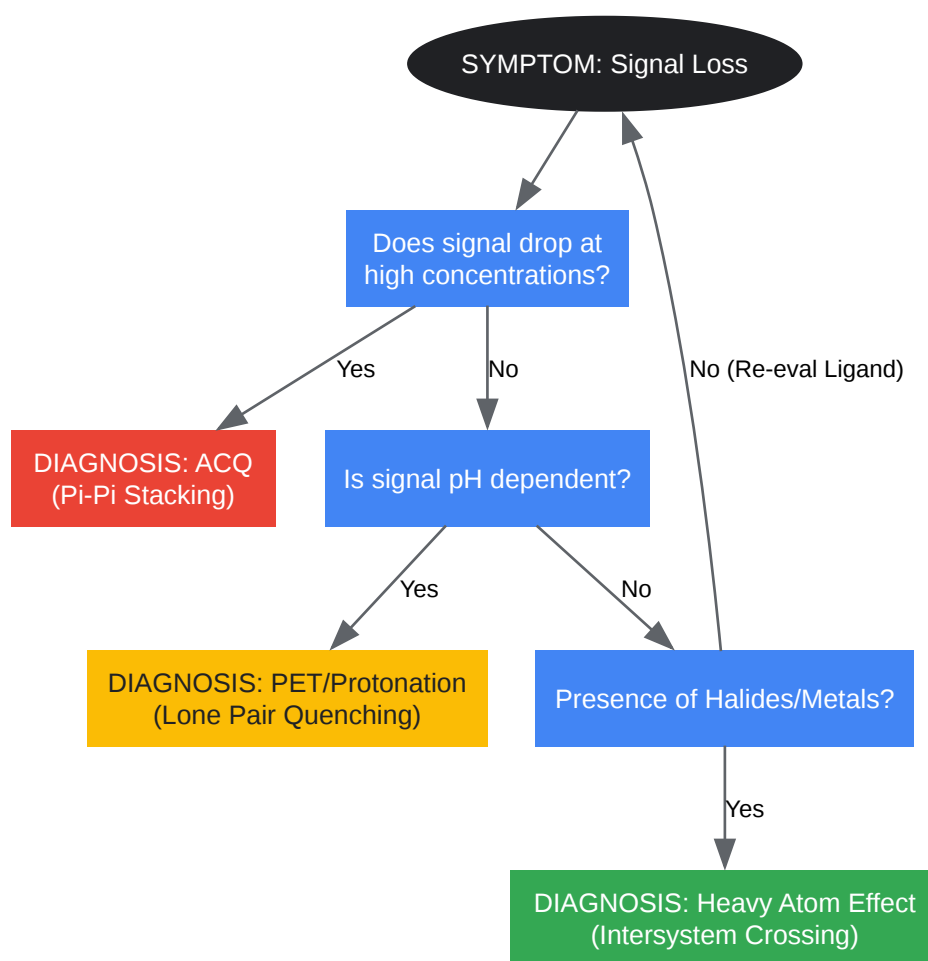 SYMPTOM: Signal Loss
Does signal drop at
high concentrations?
Yes
No
No (Re-eval Ligand)
DIAGNOSIS: ACQ
(Pi-Pi Stacking)
Is signal pH dependent?
Yes
No
DIAGNOSIS: PET/Protonation
(Lone Pair Quenching)
Presence of Halides/Metals?
Yes
DIAGNOSIS: Heavy Atom Effect
(Intersystem Crossing)